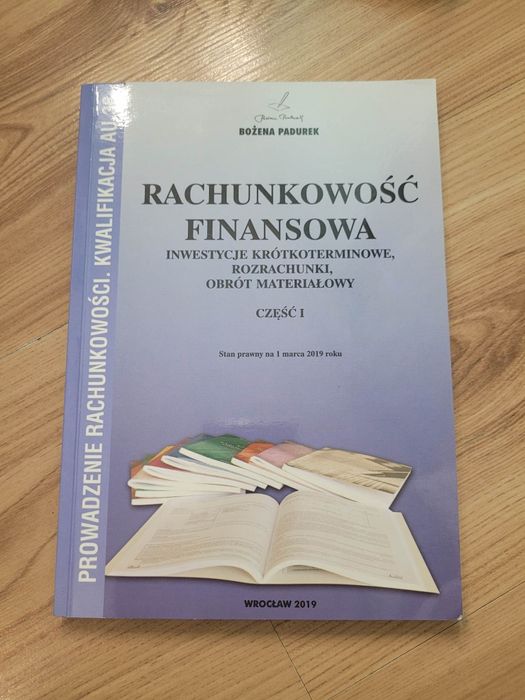 BOŻENA PADUREK
RACHUNKOWOŚĆ
FINANSOWA
INWESTYCJE KRÓTKOTERMINOWE,
ROZRACHUNKI,
OBRÓT MATERIAŁOWY
CZĘŚĆ I
Stan prawny na 1 marca 2019 roku
WROCŁAW 2019
PROWADZENIE RACHUNKOWOŚCI. KWALIFIKACJA AU